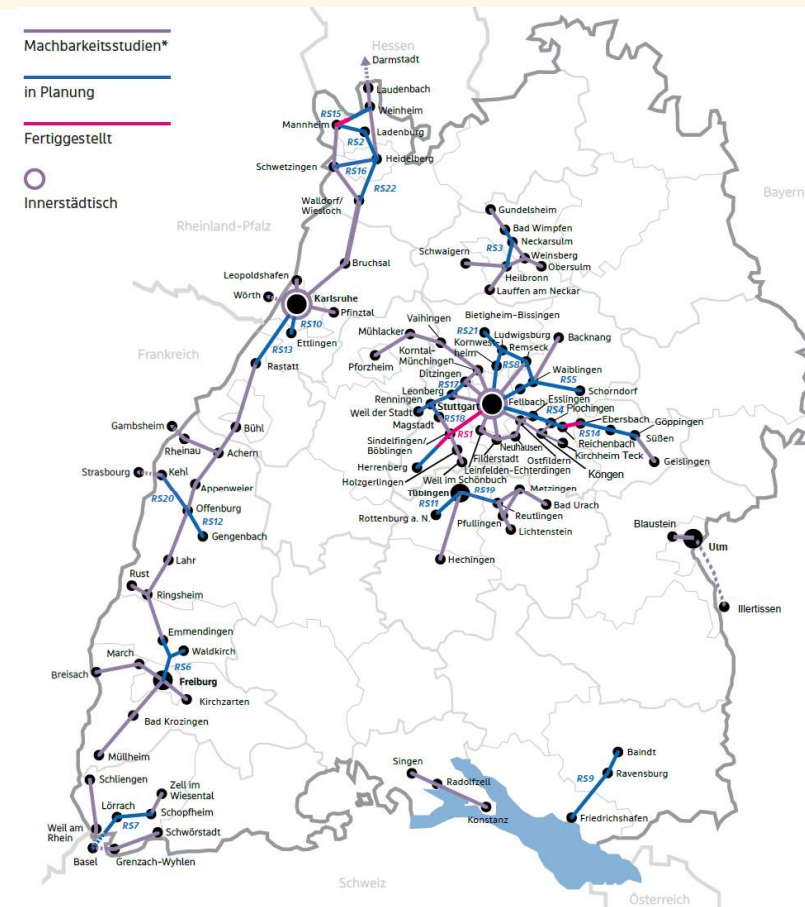 Machbarkeitsstudien*
in Planung
Fertiggestellt
Innerstädtisch
Hessen
Darmstadt
Laudenbach
RS15
Weinheim
Mannheim
Ladenburg
RS2
Heidelberg
Schwetzingen
RS16
RS22
Walldorf/
Wiesloch
Bayern
Rheinland-Pfalz
Gundelsheim
Bad Wimpfen
Neckarsulm
RS3
Schwaigern
Weinsberg
Obersulm
Heilbronn
Lauffen am Neckar
Bruchsal
Leopoldshafen
Wörth
Karlsruhe
Pfinztal
RS10
Ettlingen
RS13
Rastatt
Frankreich
Bietigheim-Bissingen
Vaihingen
RS21
Ludwigsburg
Mühlacker
Kornwest-
heim
Remseck
Backnang
Korntal-
Münchingen
RS8
Pforzheim
Ditzingen
Waiblingen
RS17
RS5
Leonberg
Schorndorf
Renningen
Stuttgart
Fellbach
Esslingen
RS4
Plochingen
Weil der Stadt
RS18
Ebersbach
Göppingen
Magstadt
RS1
RS14
Süßen
Sindelfingen/
Böblingen
Neuhausen
Reichenbach
Filderstadt
Ostfildern
Kirchheim Teck
Geislingen
Herrenberg
Leinfelden-Echterdingen
Köngen
Holzgerlingen
Weil im Schönbuch
Tübingen
RS19
Metzingen
RS11
Bad Urach
Rottenburg a. N.
Reutlingen
Pfullingen
Lichtenstein
Hechingen
Blaustein
Ulm
Illertissen
Gambsheim
Bühl
Rheinau
Achern
Strasbourg
Kehl
Appenweier
RS20
Offenburg
RS12
Gengenbach
Lahr
Rust
Ringsheim
Emmendingen
March
Waldkirch
RS6
Breisach
Freiburg
Kirchzarten
Bad Krozingen
Müllheim
Schliengen
Zell im
Wiesental
Lörrach
Schopfheim
RS7
Weil am
Rhein
Schwörstadt
Basel
Grenzach-Wyhlen
Singen
Radolfzell
Konstanz
Baindt
RS9
Ravensburg
Friedrichshafen
Schweiz
Österreich